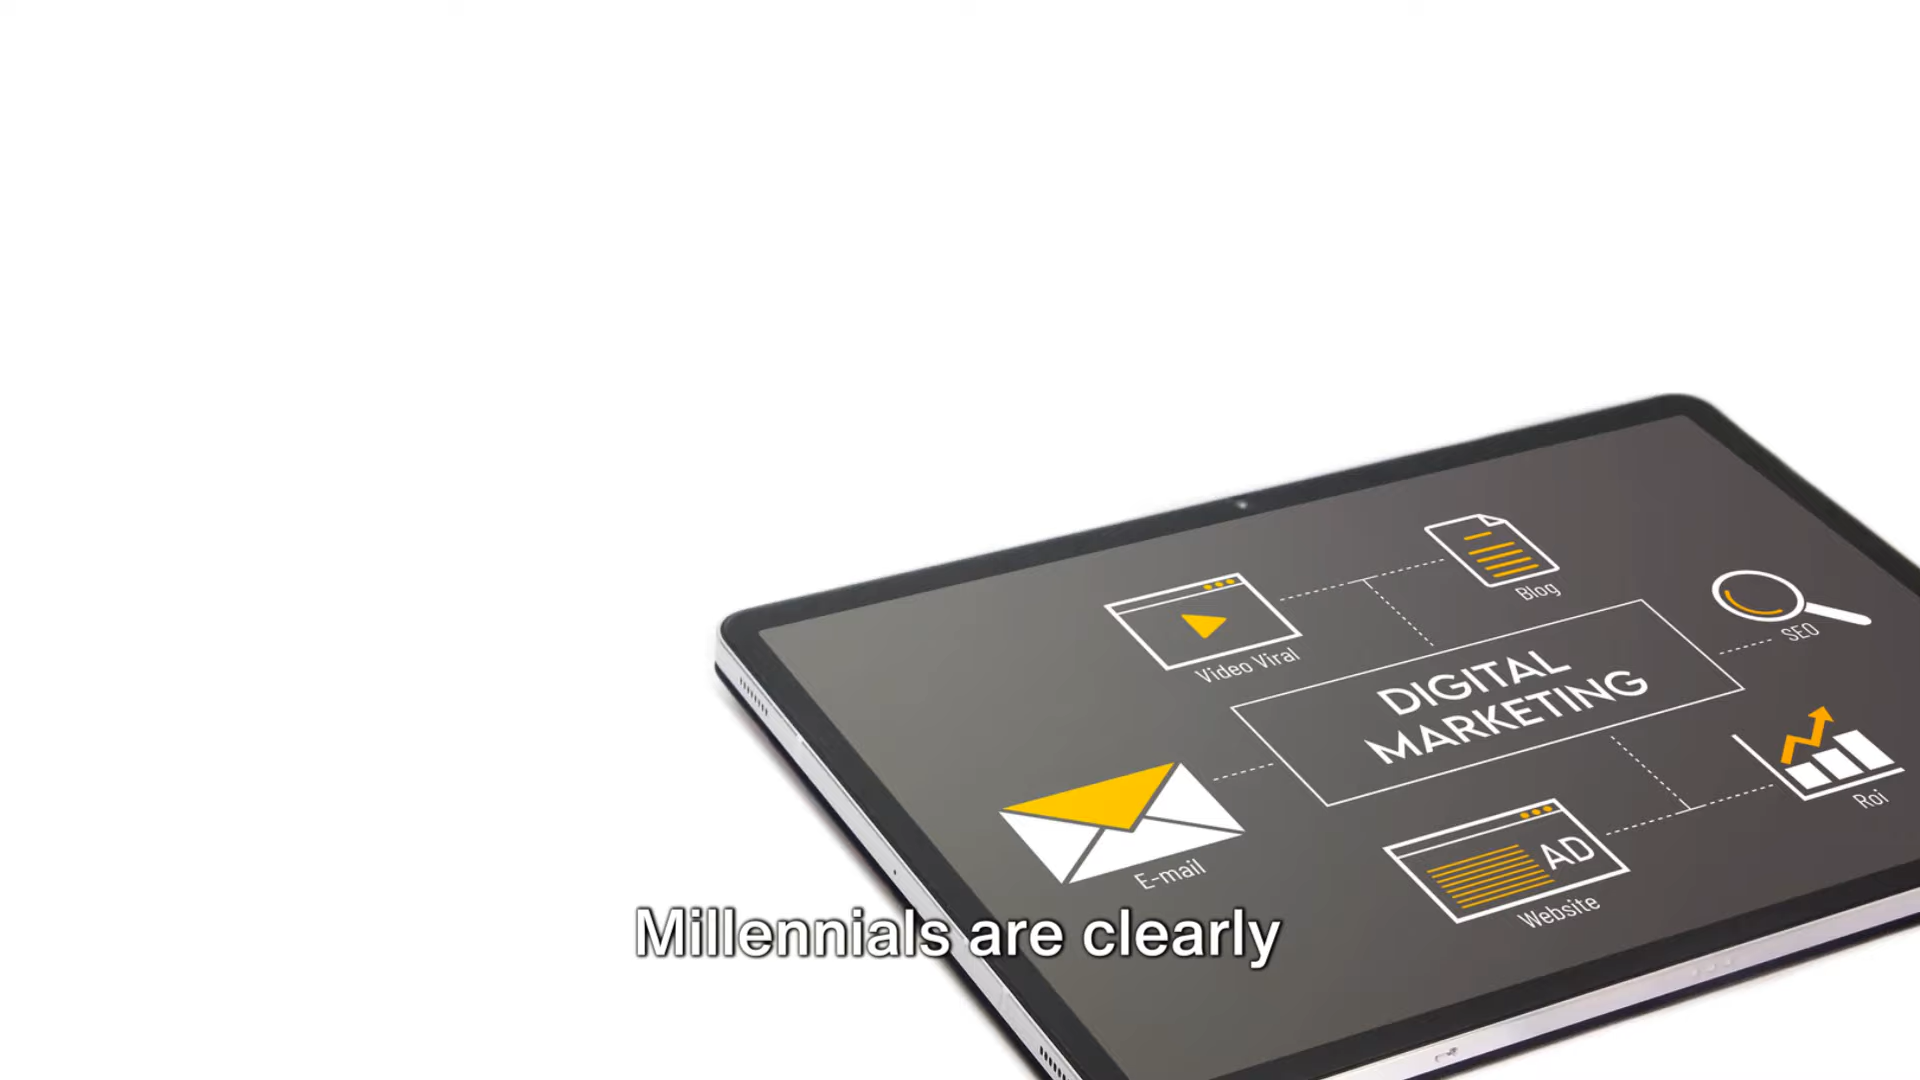 Blog
SEO
Video Viral
DIGITAL
MARKETING
Roi
E-mail
AD
Website
Millennials are clearly